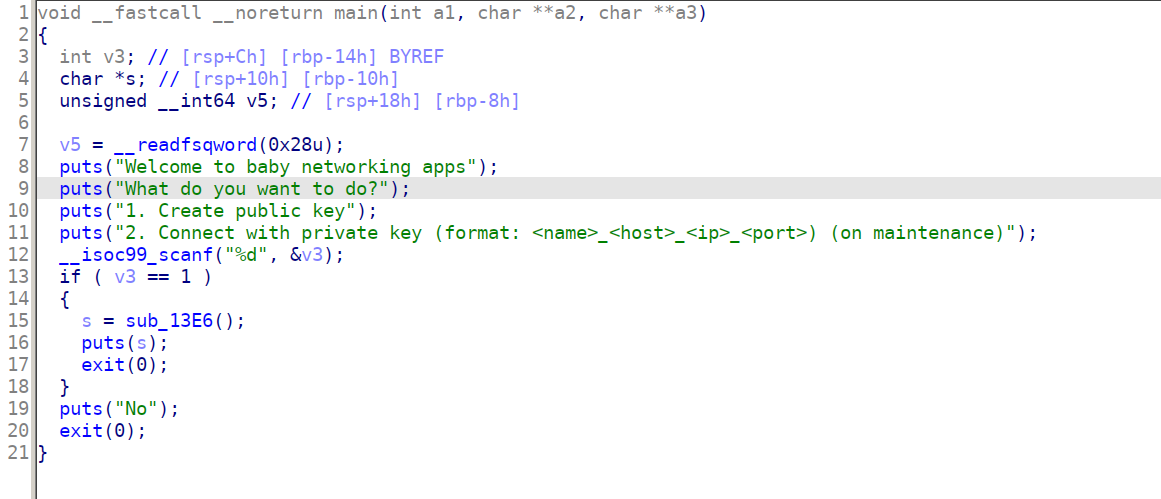 1 void __fastcall __noreturn main(int a1, char **a2, char **a3)
2 {
3   int v3; // [rsp+Ch] [rbp-14h] BYREF
4   char *s; // [rsp+10h] [rbp-10h]
5   unsigned __int64 v5; // [rsp+18h] [rbp-8h]
6
7   v5 = __readfsqword(0x28u);
8   puts("Welcome to baby networking apps");
9   puts("What do you want to do?");
10   puts("1. Create public key");
11   puts("2. Connect with private key (format: <name>_<host>_<ip>_<port>) (on maintenance)");
12   __isoc99_scanf("%d", &v3);
13   if ( v3 == 1 )
14   {
15     s = sub_13E6();
16     puts(s);
17     exit(0);
18   }
19   puts("No");
20   exit(0);
21 }